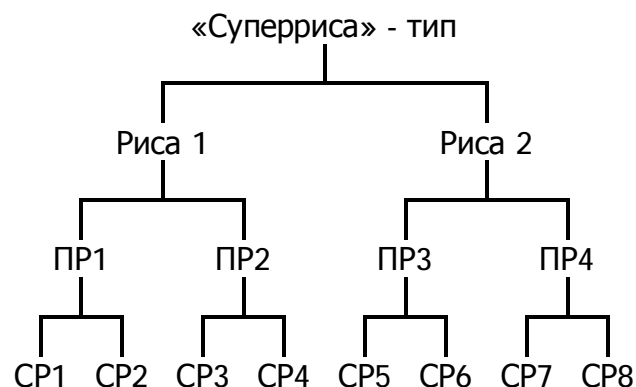 «Суперриса» - тип
Риса 1 Риса 2
ПР1 ПР2 ПР3 ПР4
СР1 СР2 СР3 СР4 СР5 СР6 СР7 СР8